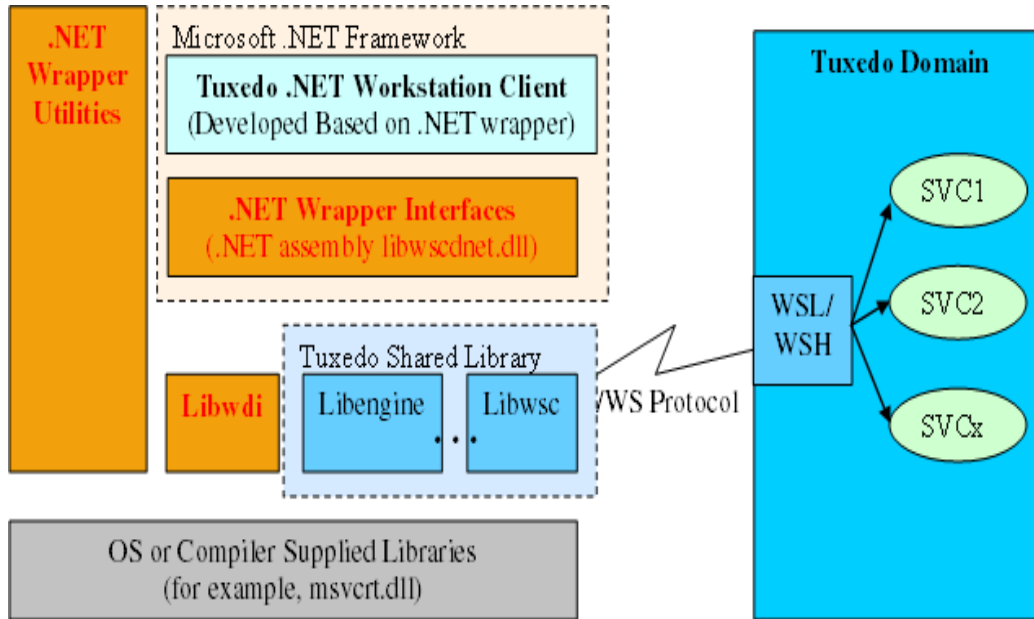 .NET
Wrapper
Utilities
Microsoft .NET Framework
Tuxedo .NET Workstation Client
(Developed Based on .NET wrapper)
.NET Wrapper Interfaces
(.NET assembly libwscdnet.dll)
Tuxedo Shared Library
Libwdi
Libengine
...
Libwsc
/WS Protocol
OS or Compiler Supplied Libraries
(for example, msvcrt.dll)
Tuxedo Domain
WSL/
WSH
SVC1
SVC2
SVCx